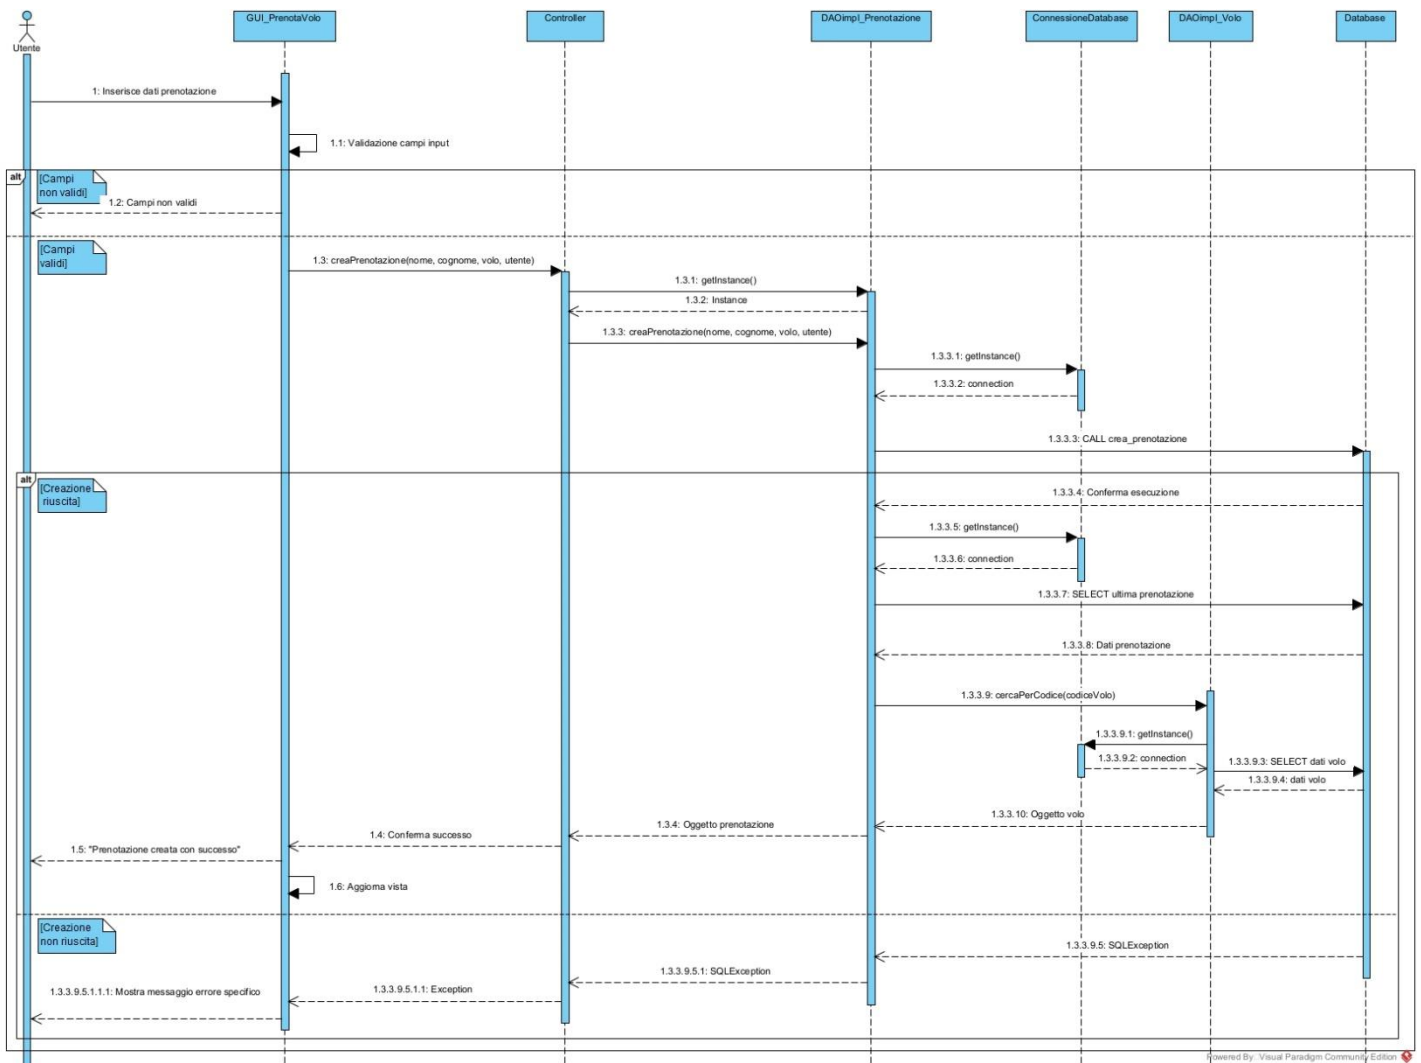 Utente
GUI_PrenotaVolo
Controller
DAOimpl_Prenotazione
ConnessioneDatabase
DAOimpl_Volo
Database
1: Inserisce dati prenotazione
1.1: Validazione campi input
alt
[Campi
non validi]
1.2: Campi non validi
[Campi
validi]
1.3: creaPrenotazione(nome, cognome, volo, utente)
1.3.1: getInstance()
1.3.2: Instance
1.3.3: creaPrenotazione(nome, cognome, volo, utente)
1.3.3.1: getInstance()
1.3.3.2: connection
1.3.3.3: CALL crea_prenotazione
alt
[Creazione
riuscita]
1.3.3.4: Conferma esecuzione
1.3.3.5: getInstance()
1.3.3.6: connection
1.3.3.7: SELECT ultima prenotazione
1.3.3.8: Dati prenotazione
1.3.3.9: cercaPerCodice(codiceVolo)
1.3.3.9.1: getInstance()
1.3.3.9.2: connection
1.3.3.9.3: SELECT dati volo
1.3.3.9.4: dati volo
1.3.3.10: Oggetto volo
1.3.4: Oggetto prenotazione
1.4: Conferma successo
1.5: "Prenotazione creata con successo"
1.6: Aggiorna vista
[Creazione
non riuscita]
1.3.3.9.5: SQLException
1.3.3.9.5.1: SQLException
1.3.3.9.5.1.1: Exception
1.3.3.9.5.1.1.1: Mostra messaggio errore specifico
Powered By: Visual Paradigm Community Edition